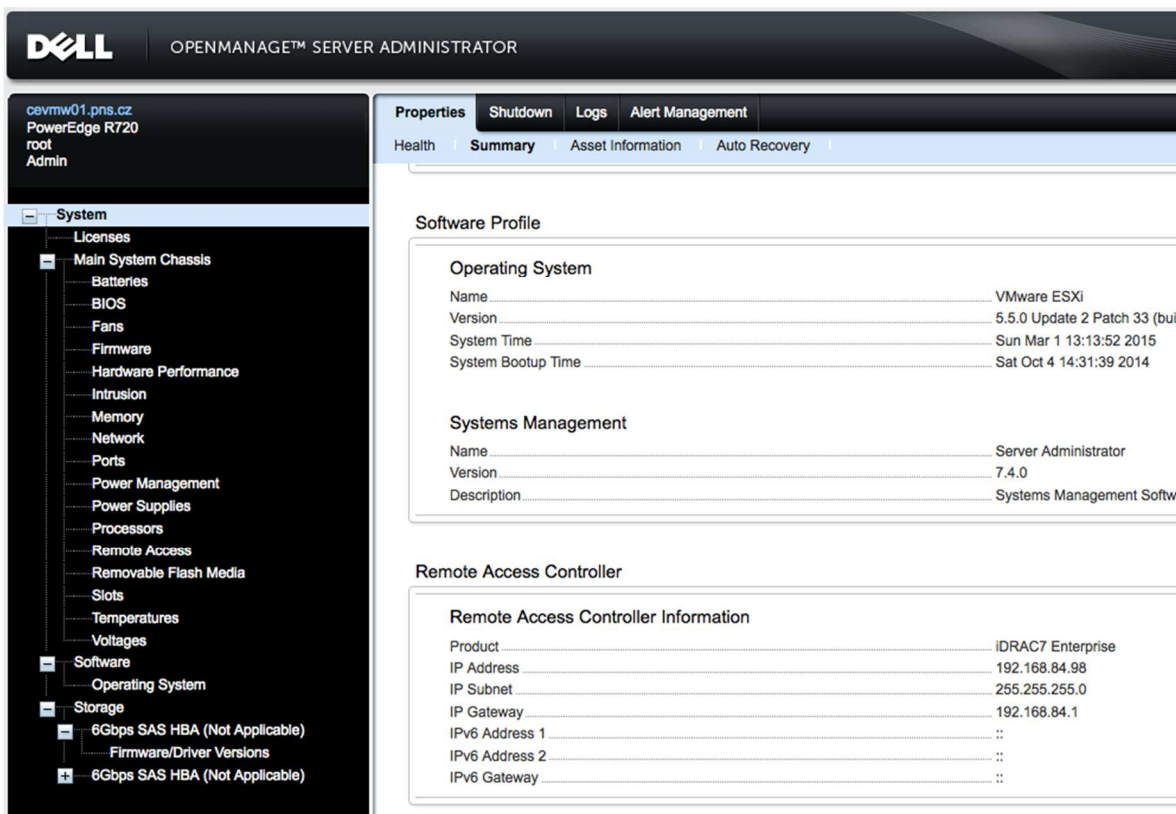 DELL OPENMANAGE™ SERVER ADMINISTRATOR
cevmw01.pns.cz
PowerEdge R720
root
Admin
System
Licenses
Main System Chassis
Batteries
BIOS
Fans
Firmware
Hardware Performance
Intrusion
Memory
Network
Ports
Power Management
Power Supplies
Processors
Remote Access
Removable Flash Media
Slots
Temperatures
Voltages
Software
Operating System
Storage
6Gbps SAS HBA (Not Applicable)
Firmware/Driver Versions
6Gbps SAS HBA (Not Applicable)
Properties Shutdown Logs Alert Management
Health Summary Asset Information Auto Recovery
Software Profile
Operating System
Name VMware ESXi
Version 5.5.0 Update 2 Patch 33 (bui
System Time Sun Mar 1 13:13:52 2015
System Bootup Time Sat Oct 4 14:31:39 2014
Systems Management
Name Server Administrator
Version 7.4.0
Description Systems Management Softw
Remote Access Controller
Remote Access Controller Information
Product iDRAC7 Enterprise
IP Address 192.168.84.98
IP Subnet 255.255.255.0
IP Gateway 192.168.84.1
IPv6 Address 1 ::
IPv6 Address 2 ::
IPv6 Gateway ::